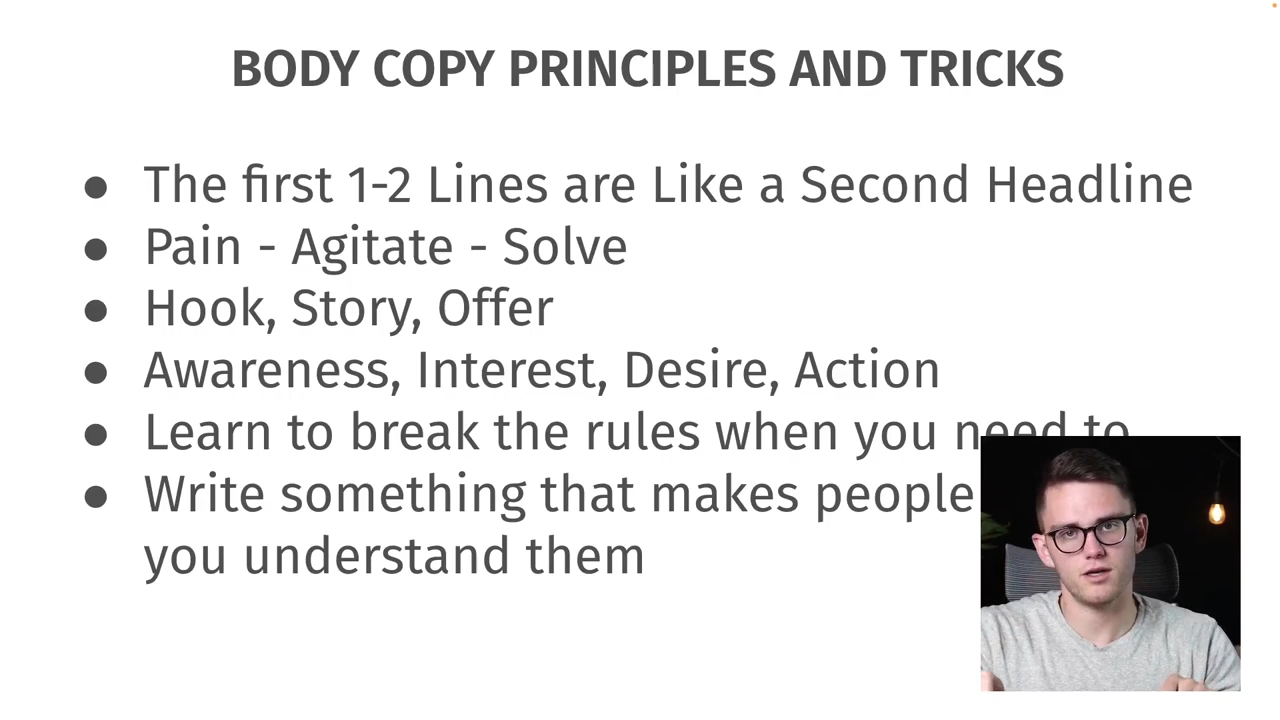 BODY COPY PRINCIPLES AND TRICKS
● The first 1-2 Lines are Like a Second Headline
● Pain - Agitate - Solve
● Hook, Story, Offer
● Awareness, Interest, Desire, Action
● Learn to break the rules when you need to
● Write something that makes people
you understand them